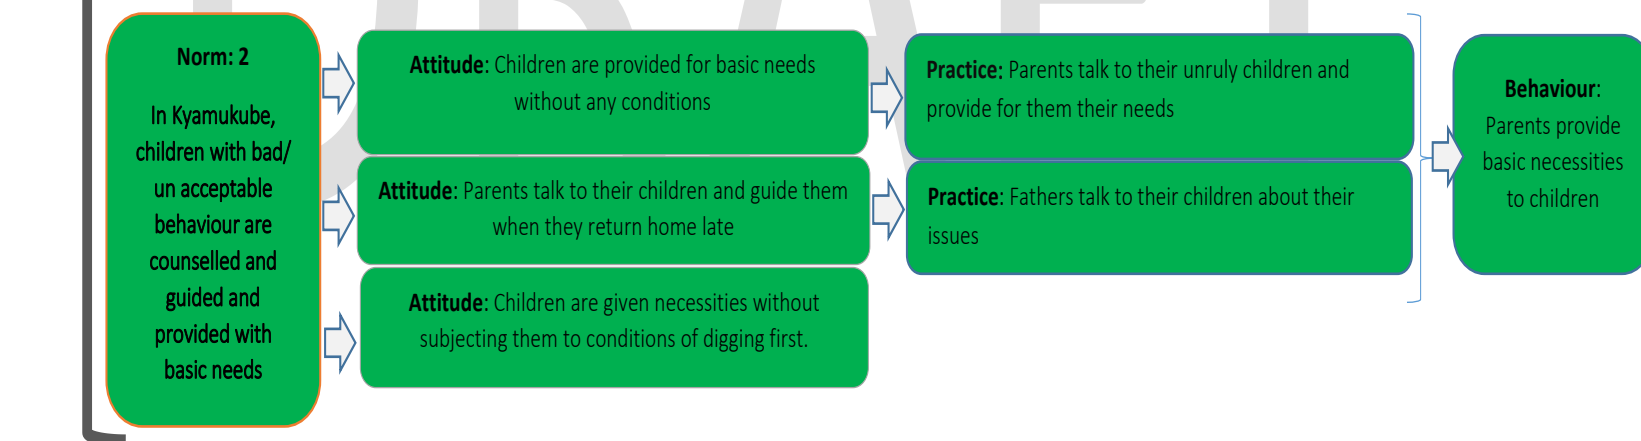 Norm: 2
In Kyamukube,
children with bad/
un acceptable
behaviour are
counselled and
guided and
provided with
basic needs
Attitude: Children are provided for basic needs
without any conditions
Attitude: Parents talk to their children and guide them
when they return home late
Attitude: Children are given necessities without
subjecting them to conditions of digging first.
Practice: Parents talk to their unruly children and
provide for them their needs
Practice: Fathers talk to their children about their
issues
Behaviour:
Parents provide
basic necessities
to children